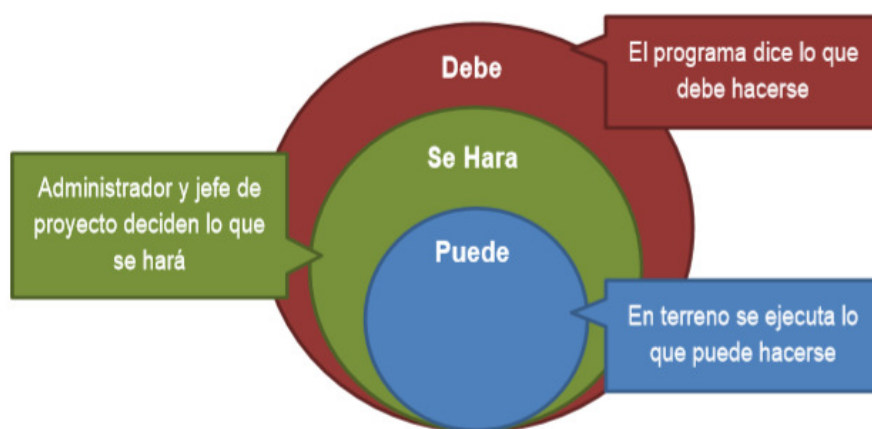 Debe
El programa dice lo que
debe hacerse
Se Hara
Administrador y jefe de
proyecto deciden lo que
se hará
Puede
En terreno se ejecuta lo
que puede hacerse